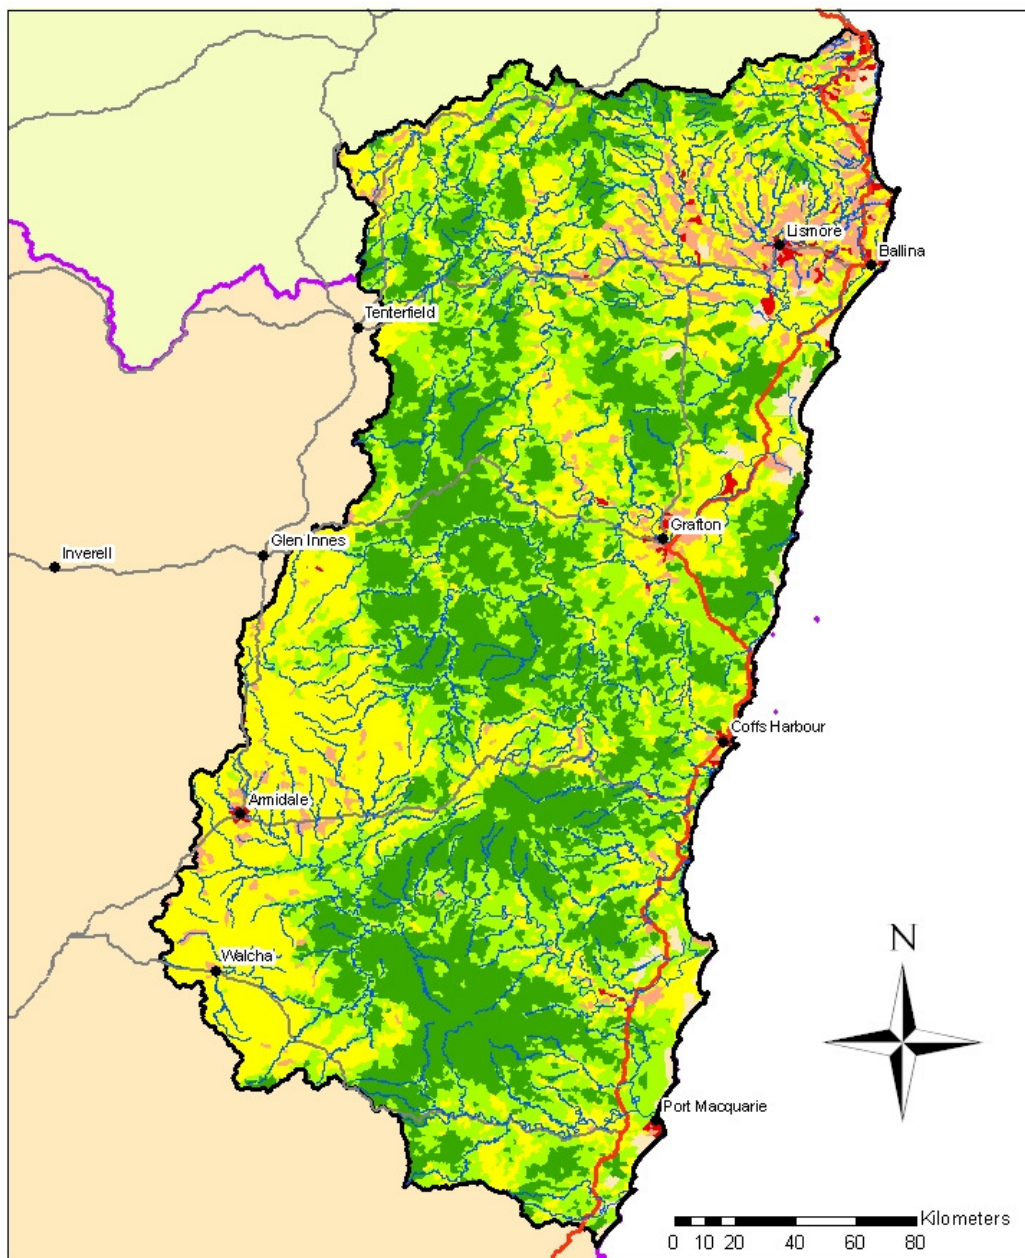 Lismore
Ballina
Tenterfield
Grafton
Glen Innes
Inverell
Coffs Harbour
Armidale
N
Walcha
Port Macquarie
Kilometers
0 10 20 40 60 80